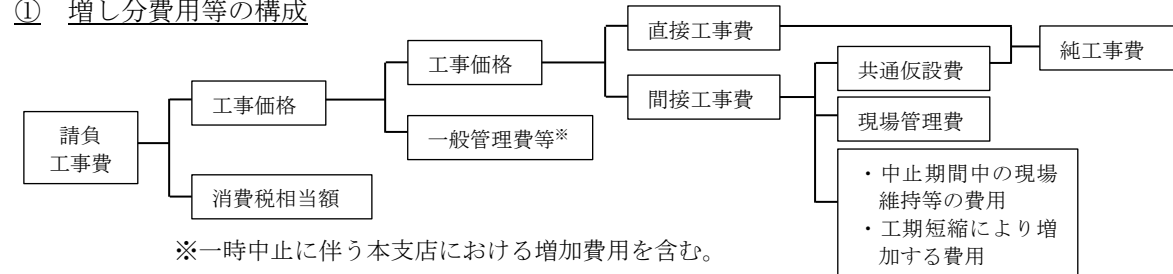 ① 増し分費用等の構成
請負
工事費
工事価格
消費税相当額
工事価格
一般管理費等※
直接工事費
間接工事費
共通仮設費
現場管理費
・中止期間中の現場
維持等の費用
・工期短縮により増
加する費用
純工事費
※一時中止に伴う本支店における増加費用を含む。